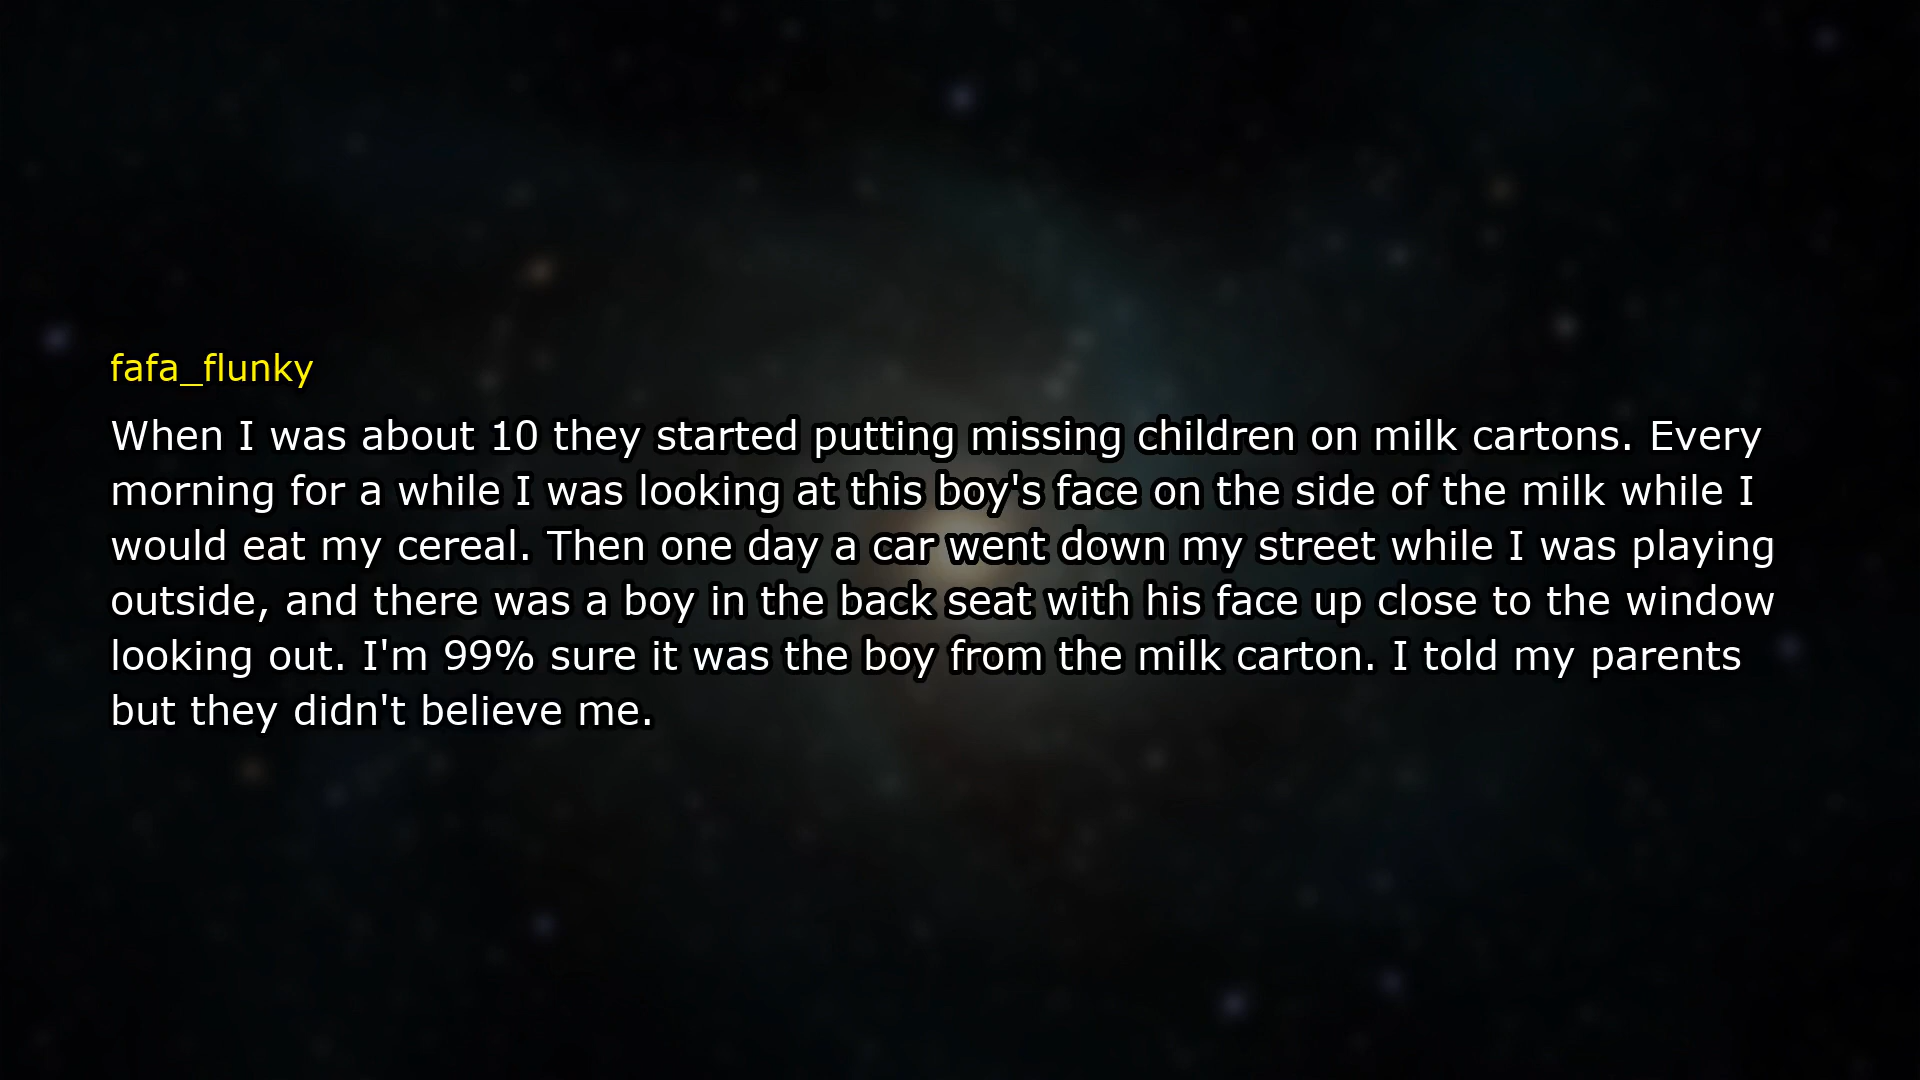 fafa_flunky
When I was about 10 they started putting missing children on milk cartons. Every
morning for a while I was looking at this boy's face on the side of the milk while I
would eat my cereal. Then one day a car went down my street while I was playing
outside, and there was a boy in the back seat with his face up close to the window
looking out. I'm 99% sure it was the boy from the milk carton. I told my parents
but they didn't believe me.